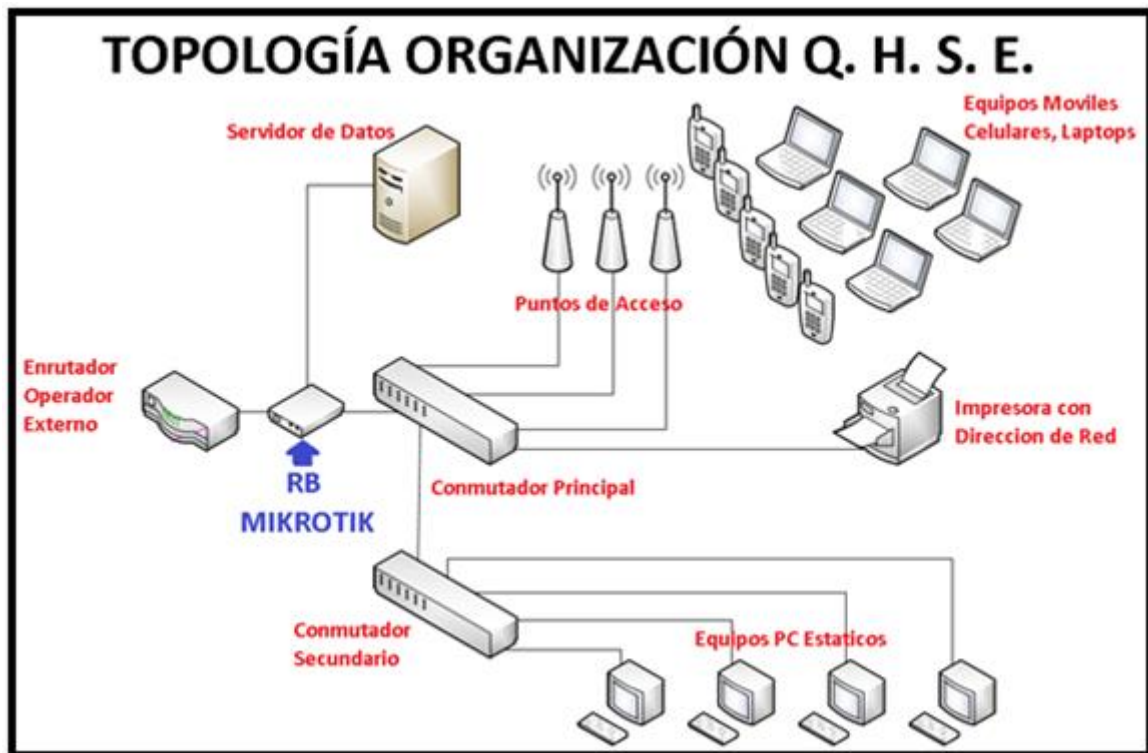 TOPOLOGÍA ORGANIZACIÓN Q. H. S. E.
Servidor de Datos
Equipos Moviles
Celulares, Laptops
Puntos de Acceso
Enrutador
Operador
Externo
RB
MIKROTIK
Conmutador Principal
Impresora con
Direccion de Red
Conmutador
Secundario
Equipos PC Estaticos